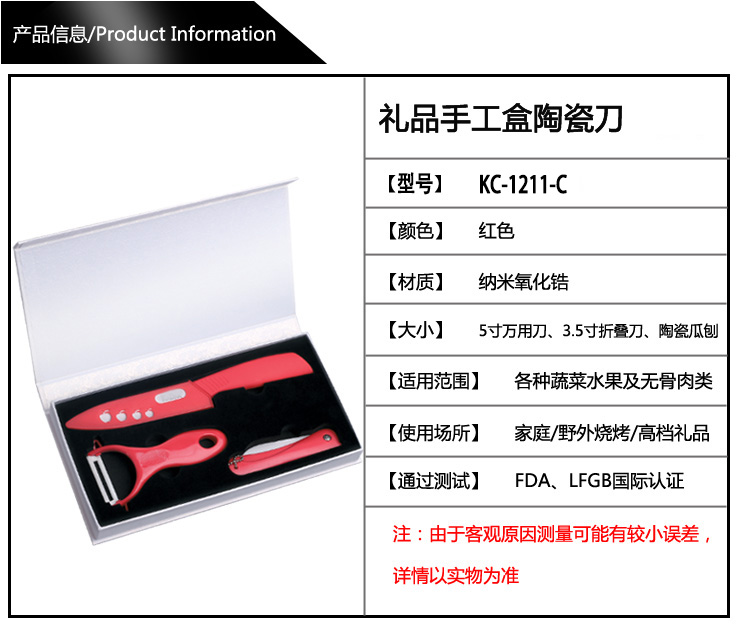 产品信息/Product Information
礼品手工盒陶瓷刀
【型号】 KC-1211-C
【颜色】 红色
【材质】 纳米氧化锆
【大小】 5寸万用刀、3.5寸折叠刀、陶瓷瓜刨
【适用范围】 各种蔬菜水果及无骨肉类
【使用场所】 家庭/野外烧烤/高档礼品
【通过测试】 FDA、LFGB国际认证
注：由于客观原因测量可能有较小误差，
详情以实物为准